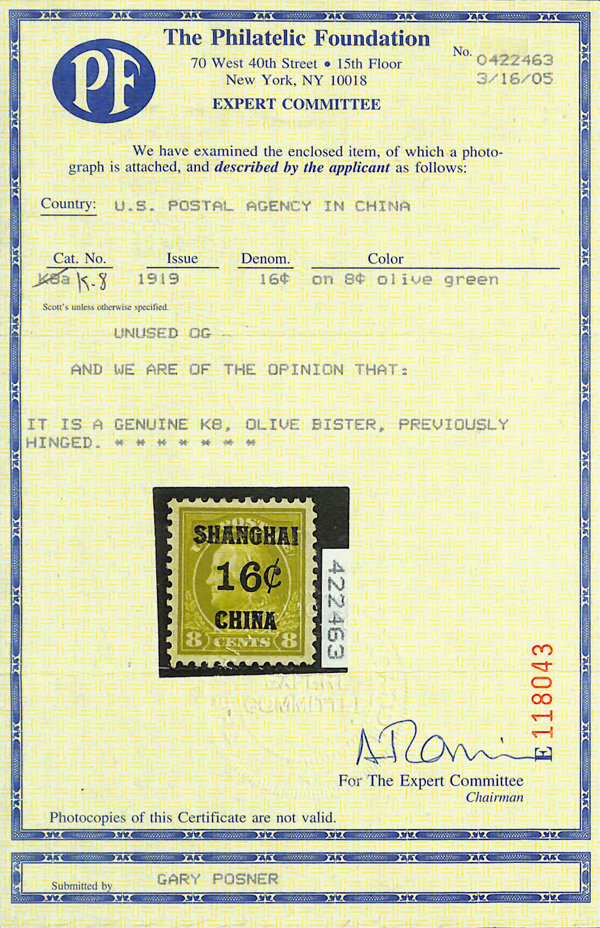 PF
The Philatelic Foundation
70 West 40th Street • 15th Floor
New York, NY 10018
EXPERT COMMITTEE
No. 0422463
3/16/05
We have examined the enclosed item, of which a photo-
graph is attached, and described by the applicant as follows:
Country: U.S. POSTAL AGENCY IN CHINA
Cat. No. Issue Denom. Color
K8a K-8 1919 16¢ on 8¢ olive green
Scott's unless otherwise specified.
UNUSED OG
AND WE ARE OF THE OPINION THAT:
IT IS A GENUINE K8, OLIVE BISTER, PREVIOUSLY
HINGED. * * * * * * *
U.S. POSTAGE
SHANGHAI
16¢
CHINA
8 CENTS 8
422463
EXPERT
COMMITTEE
E118043
For The Expert Committee
Chairman
Photocopies of this Certificate are not valid.
Submitted by GARY POSNER